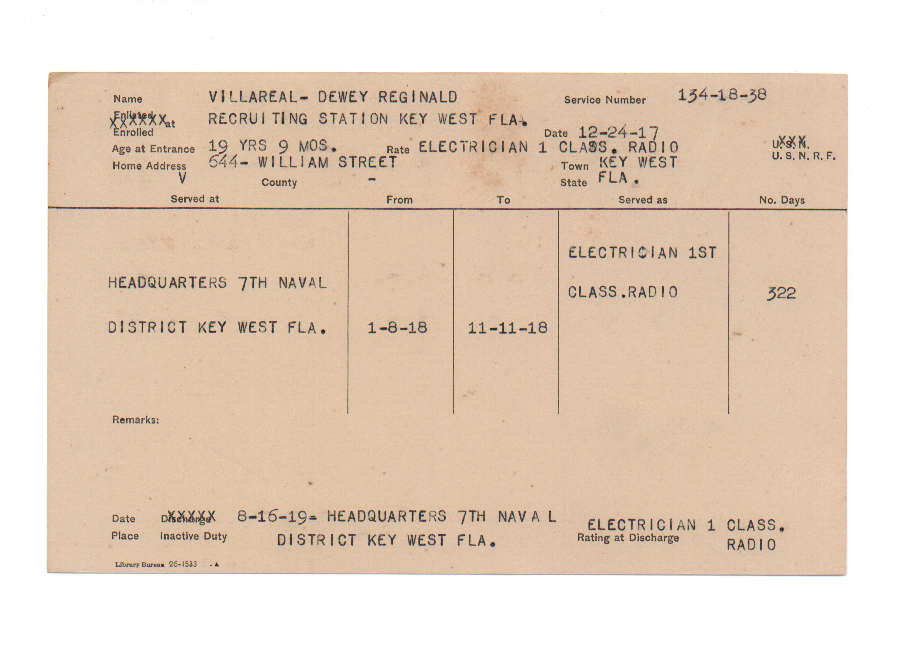 Name VILLAREAL- DEWEY REGINALD Service Number 134-18-38
Enlisted XXXXXX at RECRUITING STATION KEY WEST FLA.
Enrolled Date 12-24-17
Age at Entrance 19 YRS 9 MOS. Rate ELECTRICIAN 1 CLASS. RADIO U.S.N. XXX
U. S. N. R. F.
Home Address 644- WILLIAM STREET Town KEY WEST
V County - State FLA.
Served at From To Served as No. Days
ELECTRICIAN 1ST
HEADQUARTERS 7TH NAVAL CLASS.RADIO 322
DISTRICT KEY WEST FLA. 1-8-18 11-11-18
Remarks:
Date Discharge XXXXX 8-16-19- HEADQUARTERS 7TH NAVAL ELECTRICIAN 1 CLASS.
Place Inactive Duty DISTRICT KEY WEST FLA. Rating at Discharge RADIO
Library Bureau 26-1533 .▲